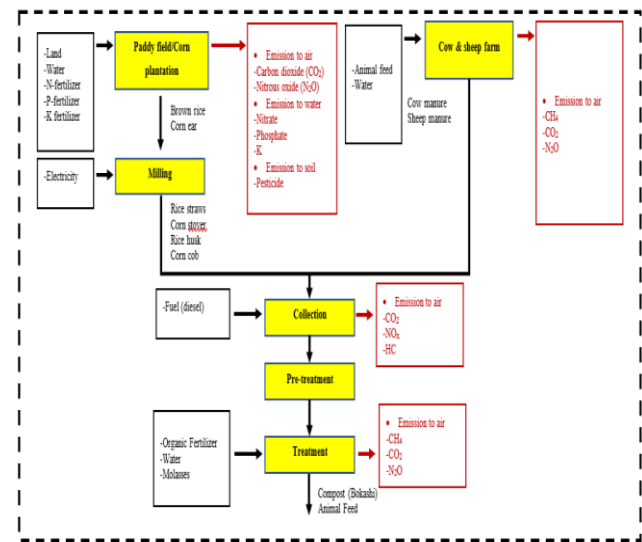 -Land
-Water
-N-fertilizer
-P-fertilizer
-K fertilizer
Paddy field/Corn
plantation
• Emission to air
-Carbon dioxide (CO₂)
-Nitrous oxide (N₂O)
• Emission to water
-Nitrate
-Phosphate
-K
• Emission to soil
-Pesticide
-Animal feed
-Water
Cow & sheep farm
• Emission to air
-CH₄
-CO₂
-N₂O
Brown rice
Corn ear
Cow manure
Sheep manure
-Electricity
Milling
Rice straws
Corn stover
Rice husk
Corn cob
-Fuel (diesel)
Collection
• Emission to air
-CO₂
-NOₓ
-HC
Pre-treatment
-Organic Fertilizer
-Water
-Molasses
Treatment
• Emission to air
-CH₄
-CO₂
-N₂O
Compost (Bokashi)
Animal Feed